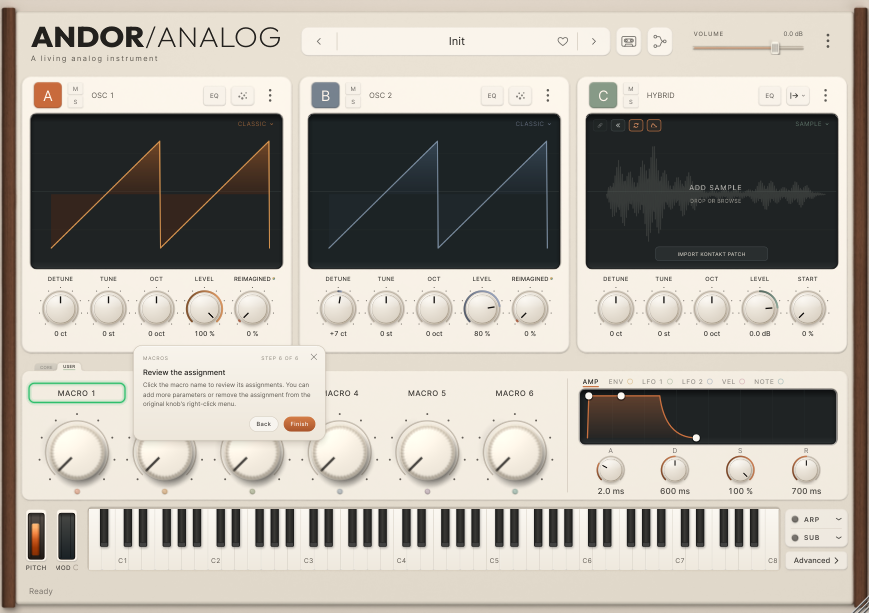 ANDOR/ANALOG
A living analog instrument
Init
VOLUME 0.0 dB
A M S OSC 1 EQ
CLASSIC
DETUNE TUNE OCT LEVEL REIMAGINED
0 ct 0 st 0 oct 100 % 0 %
B M S OSC 2 EQ
CLASSIC
DETUNE TUNE OCT LEVEL REIMAGINED
+7 ct 0 st 0 oct 80 % 0 %
C M S HYBRID EQ
SAMPLE
ADD SAMPLE
DROP OR BROWSE
IMPORT KONTAKT PATCH
DETUNE TUNE OCT LEVEL START
0 ct 0 st 0 oct 0.0 dB 0 %
CORE USER
MACRO 1
MACROS STEP 6 OF 6
Review the assignment
Click the macro name to review its assignments. You can
add more parameters or remove the assignment from the
original knob's right-click menu.
Back Finish
ACRO 4 MACRO 5 MACRO 6
AMP ENV LFO 1 LFO 2 VEL NOTE
A D S R
2.0 ms 600 ms 100 % 700 ms
PITCH MOD
C1 C2 C3 C4 C5 C6 C7 C8
ARP
SUB
Advanced
Ready